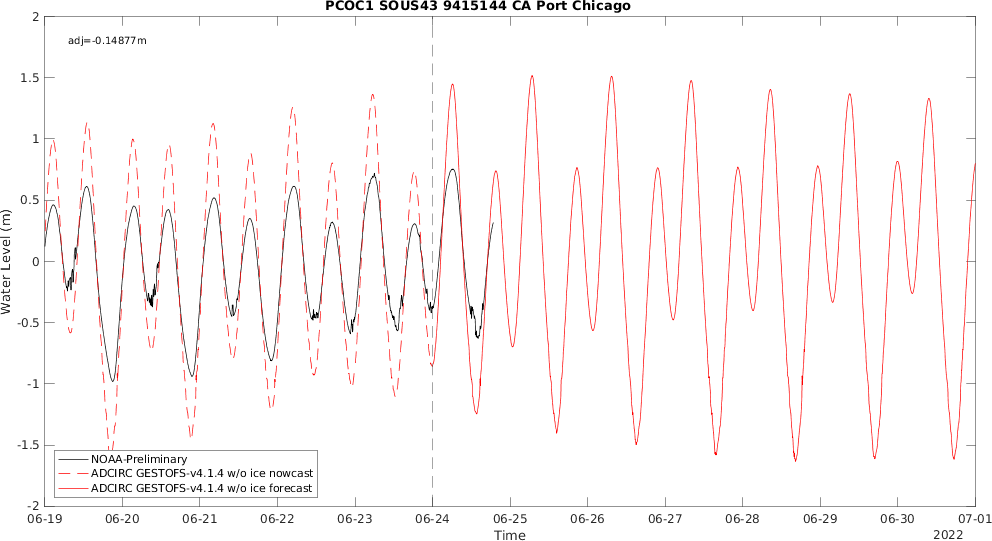 PCOC1 SOUS43 9415144 CA Port Chicago
adj=-0.14877m
2
1.5
1
0.5
0
-0.5
-1
-1.5
-2
Water Level (m)
NOAA-Preliminary
ADCIRC GESTOFS-v4.1.4 w/o ice nowcast
ADCIRC GESTOFS-v4.1.4 w/o ice forecast
06-19 06-20 06-21 06-22 06-23 06-24 06-25 06-26 06-27 06-28 06-29 06-30 07-01
Time
2022